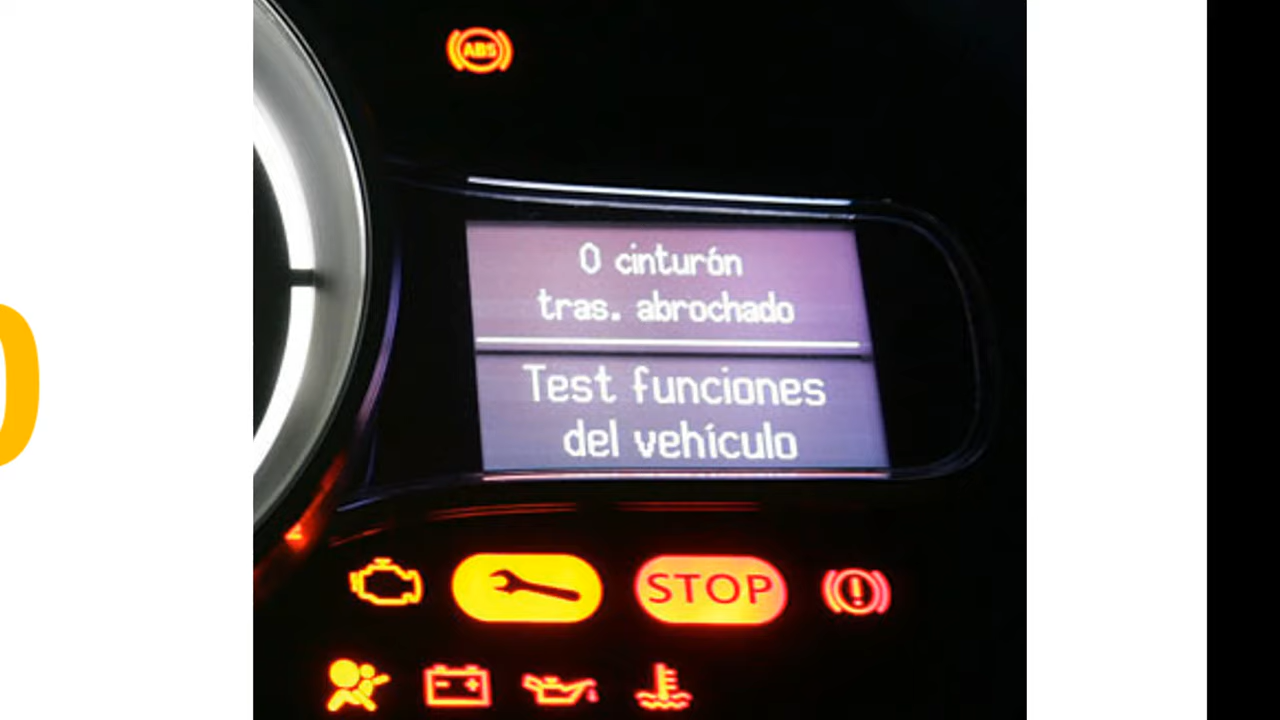 ABS
0 cinturón
tras. abrochado
Test funciones
del vehículo
STOP